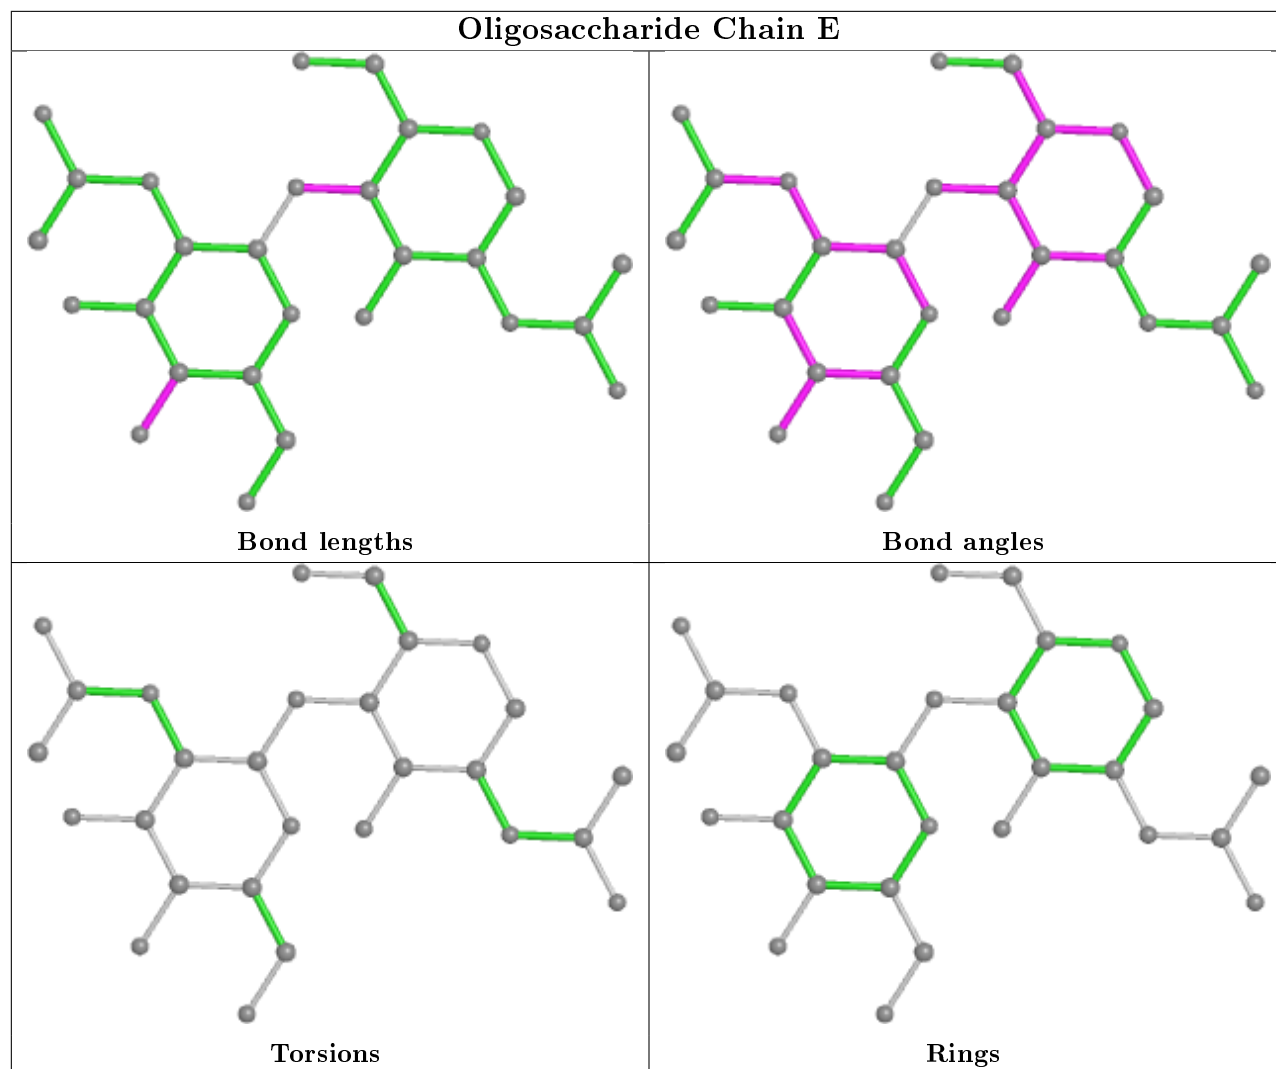 Oligosaccharide Chain E
Bond lengths
Bond angles
Torsions
Rings